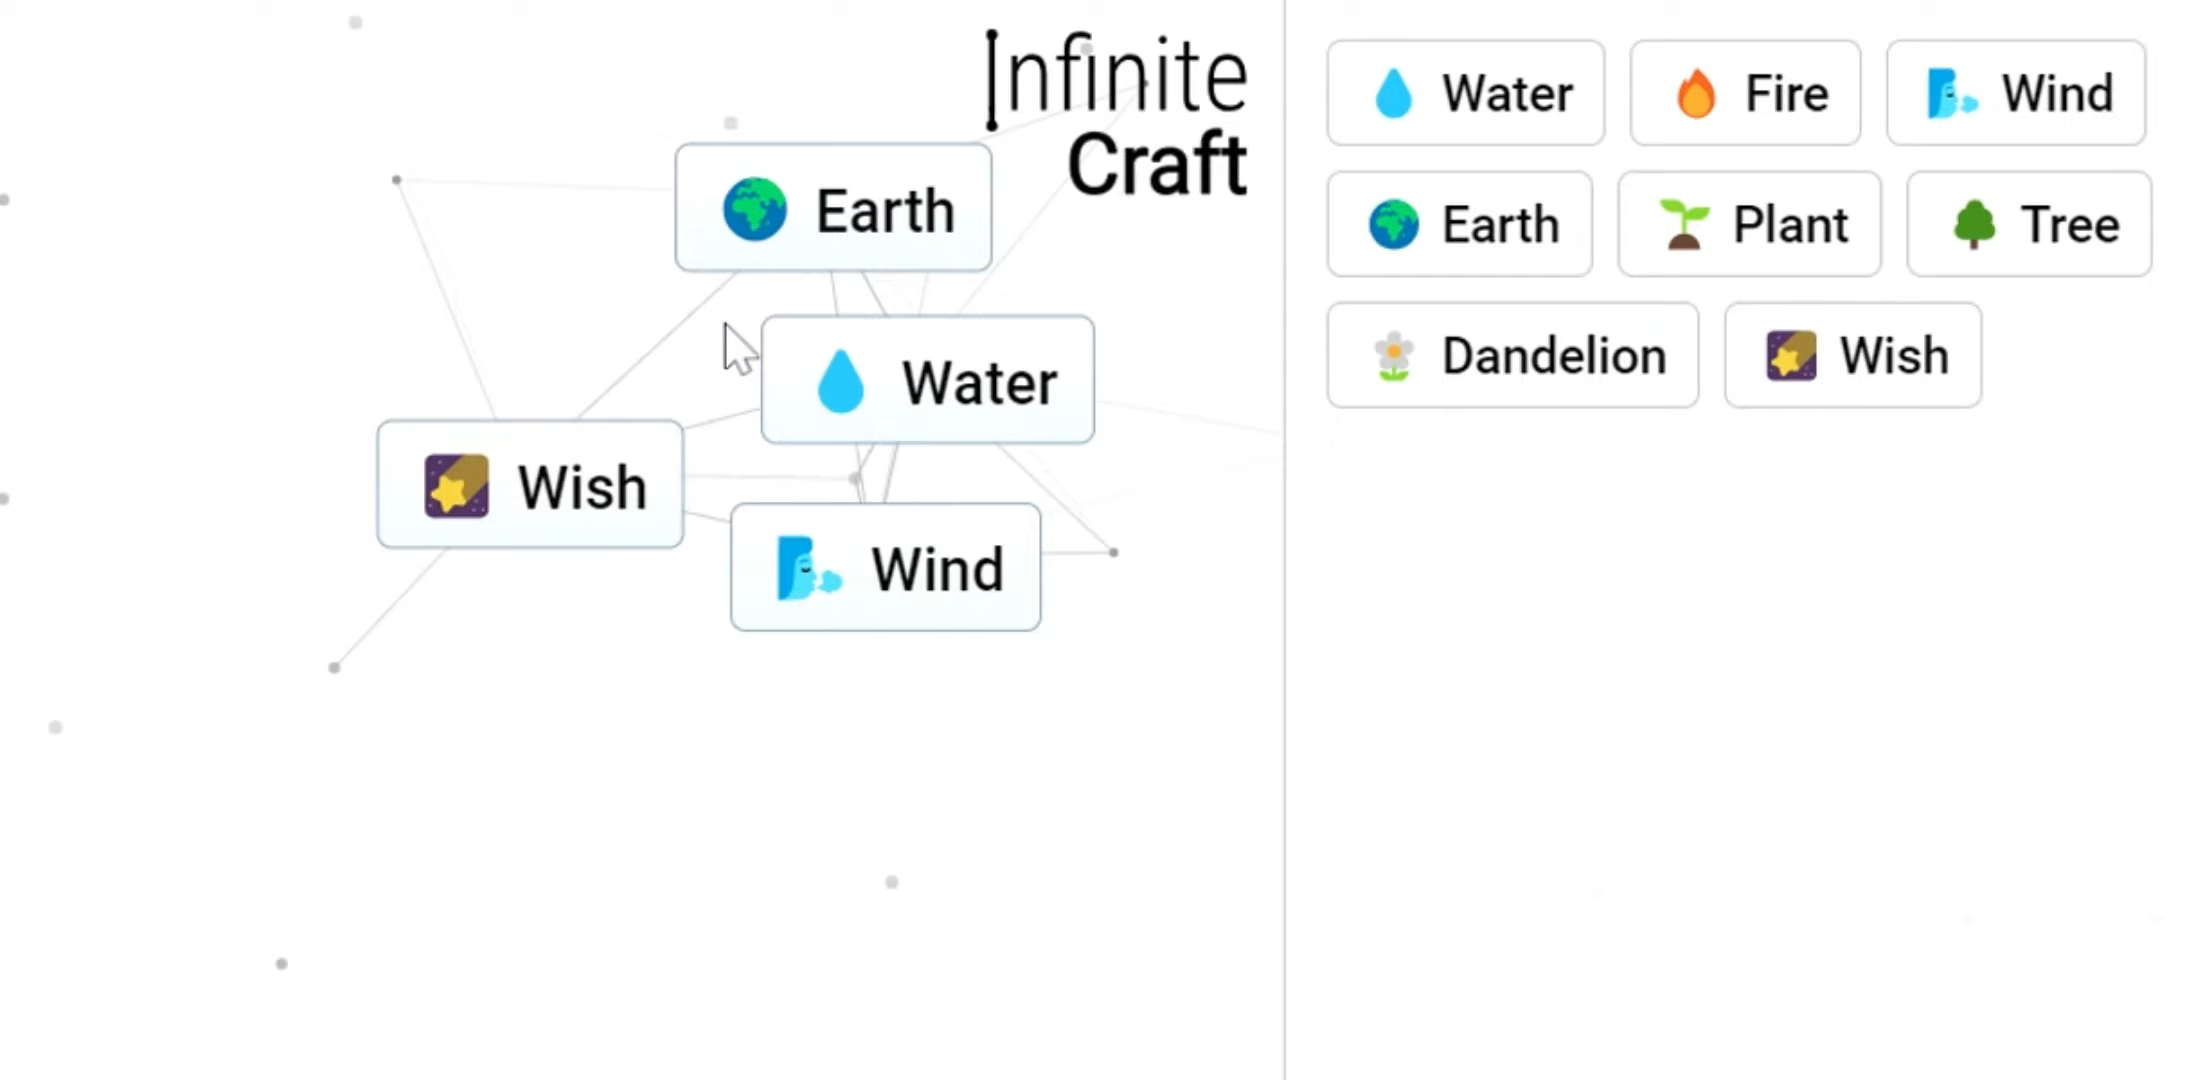 Infinite
Craft
Earth
Water
Wish
Wind
Water Fire Wind
Earth Plant Tree
Dandelion Wish